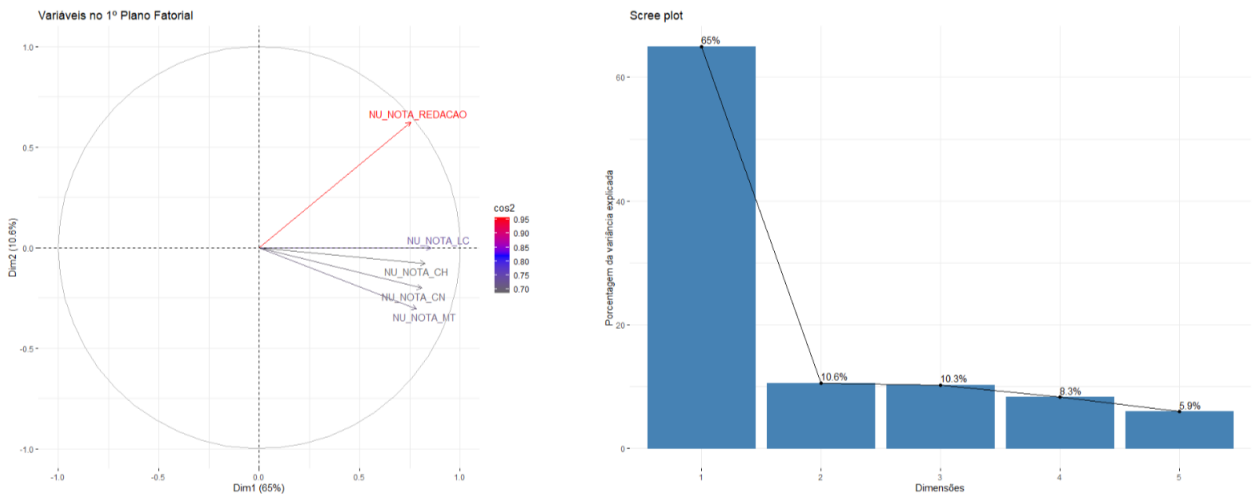 Variáveis no 1º Plano Fatorial
1.0
0.5
0.0
-0.5
-1.0
Dim2 (10.6%)
NU_NOTA_REDACAO
NU_NOTA_LC
NU_NOTA_CH
NU_NOTA_CN
NU_NOTA_MT
-1.0 -0.5 0.0 0.5 1.0
Dim1 (65%)
cos2
0.95
0.90
0.85
0.80
0.75
0.70
Scree plot
Porcentagem da variância explicada
60
40
20
0
65%
10.6%
10.3%
8.3%
5.9%
1 2 3 4 5
Dimensões